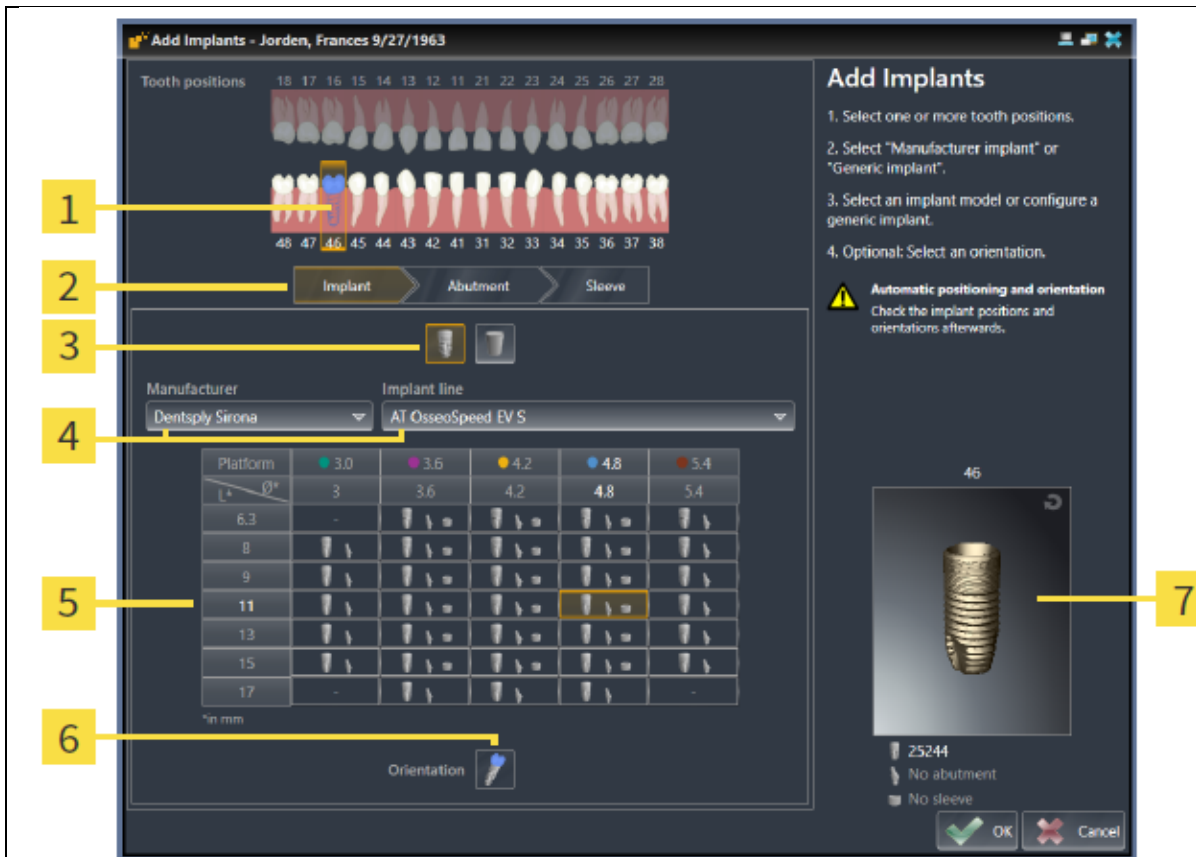 Add Implants - Jorden, Frances 9/27/1963
Tooth positions
18 17 16 15 14 13 12 11 21 22 23 24 25 26 27 28
1
48 47 46 45 44 43 42 41 31 32 33 34 35 36 37 38
2
Implant
Abutment
Sleeve
3
Manufacturer
Implant line
Dentsply Sirona
AT OsseoSpeed EV S
4
Platform 3.0 3.6 4.2 4.8 5.4
L* Ø* 3 3.6 4.2 4.8 5.4
6.3 - 
8
9
5
11
13
15
17 - -
*in mm
6
Orientation
Add Implants
1. Select one or more tooth positions.
2. Select "Manufacturer implant" or
"Generic implant".
3. Select an implant model or configure a
generic implant.
4. Optional: Select an orientation.
Automatic positioning and orientation
Check the implant positions and
orientations afterwards.
46
7
25244
No abutment
No sleeve
OK
Cancel